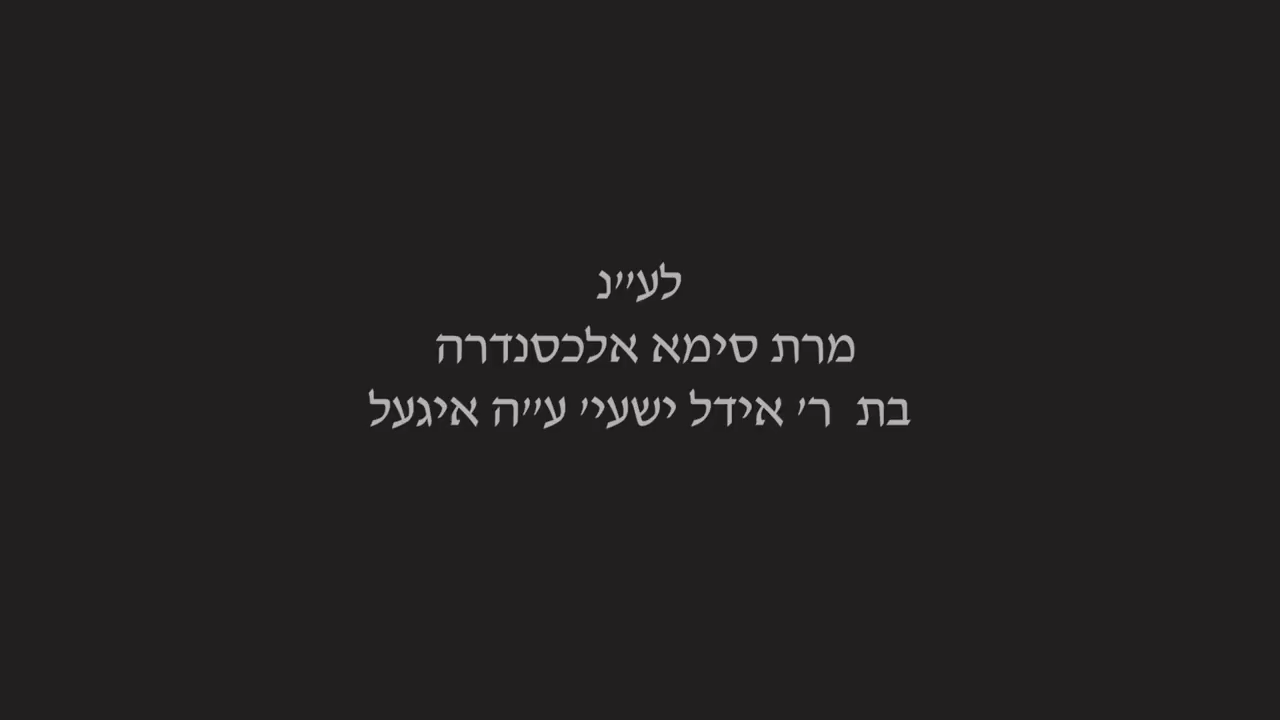 לע״נ
מרת סימא אלכסנדרה
בת ר׳ אידל ישעי׳ ע״ה איגעל